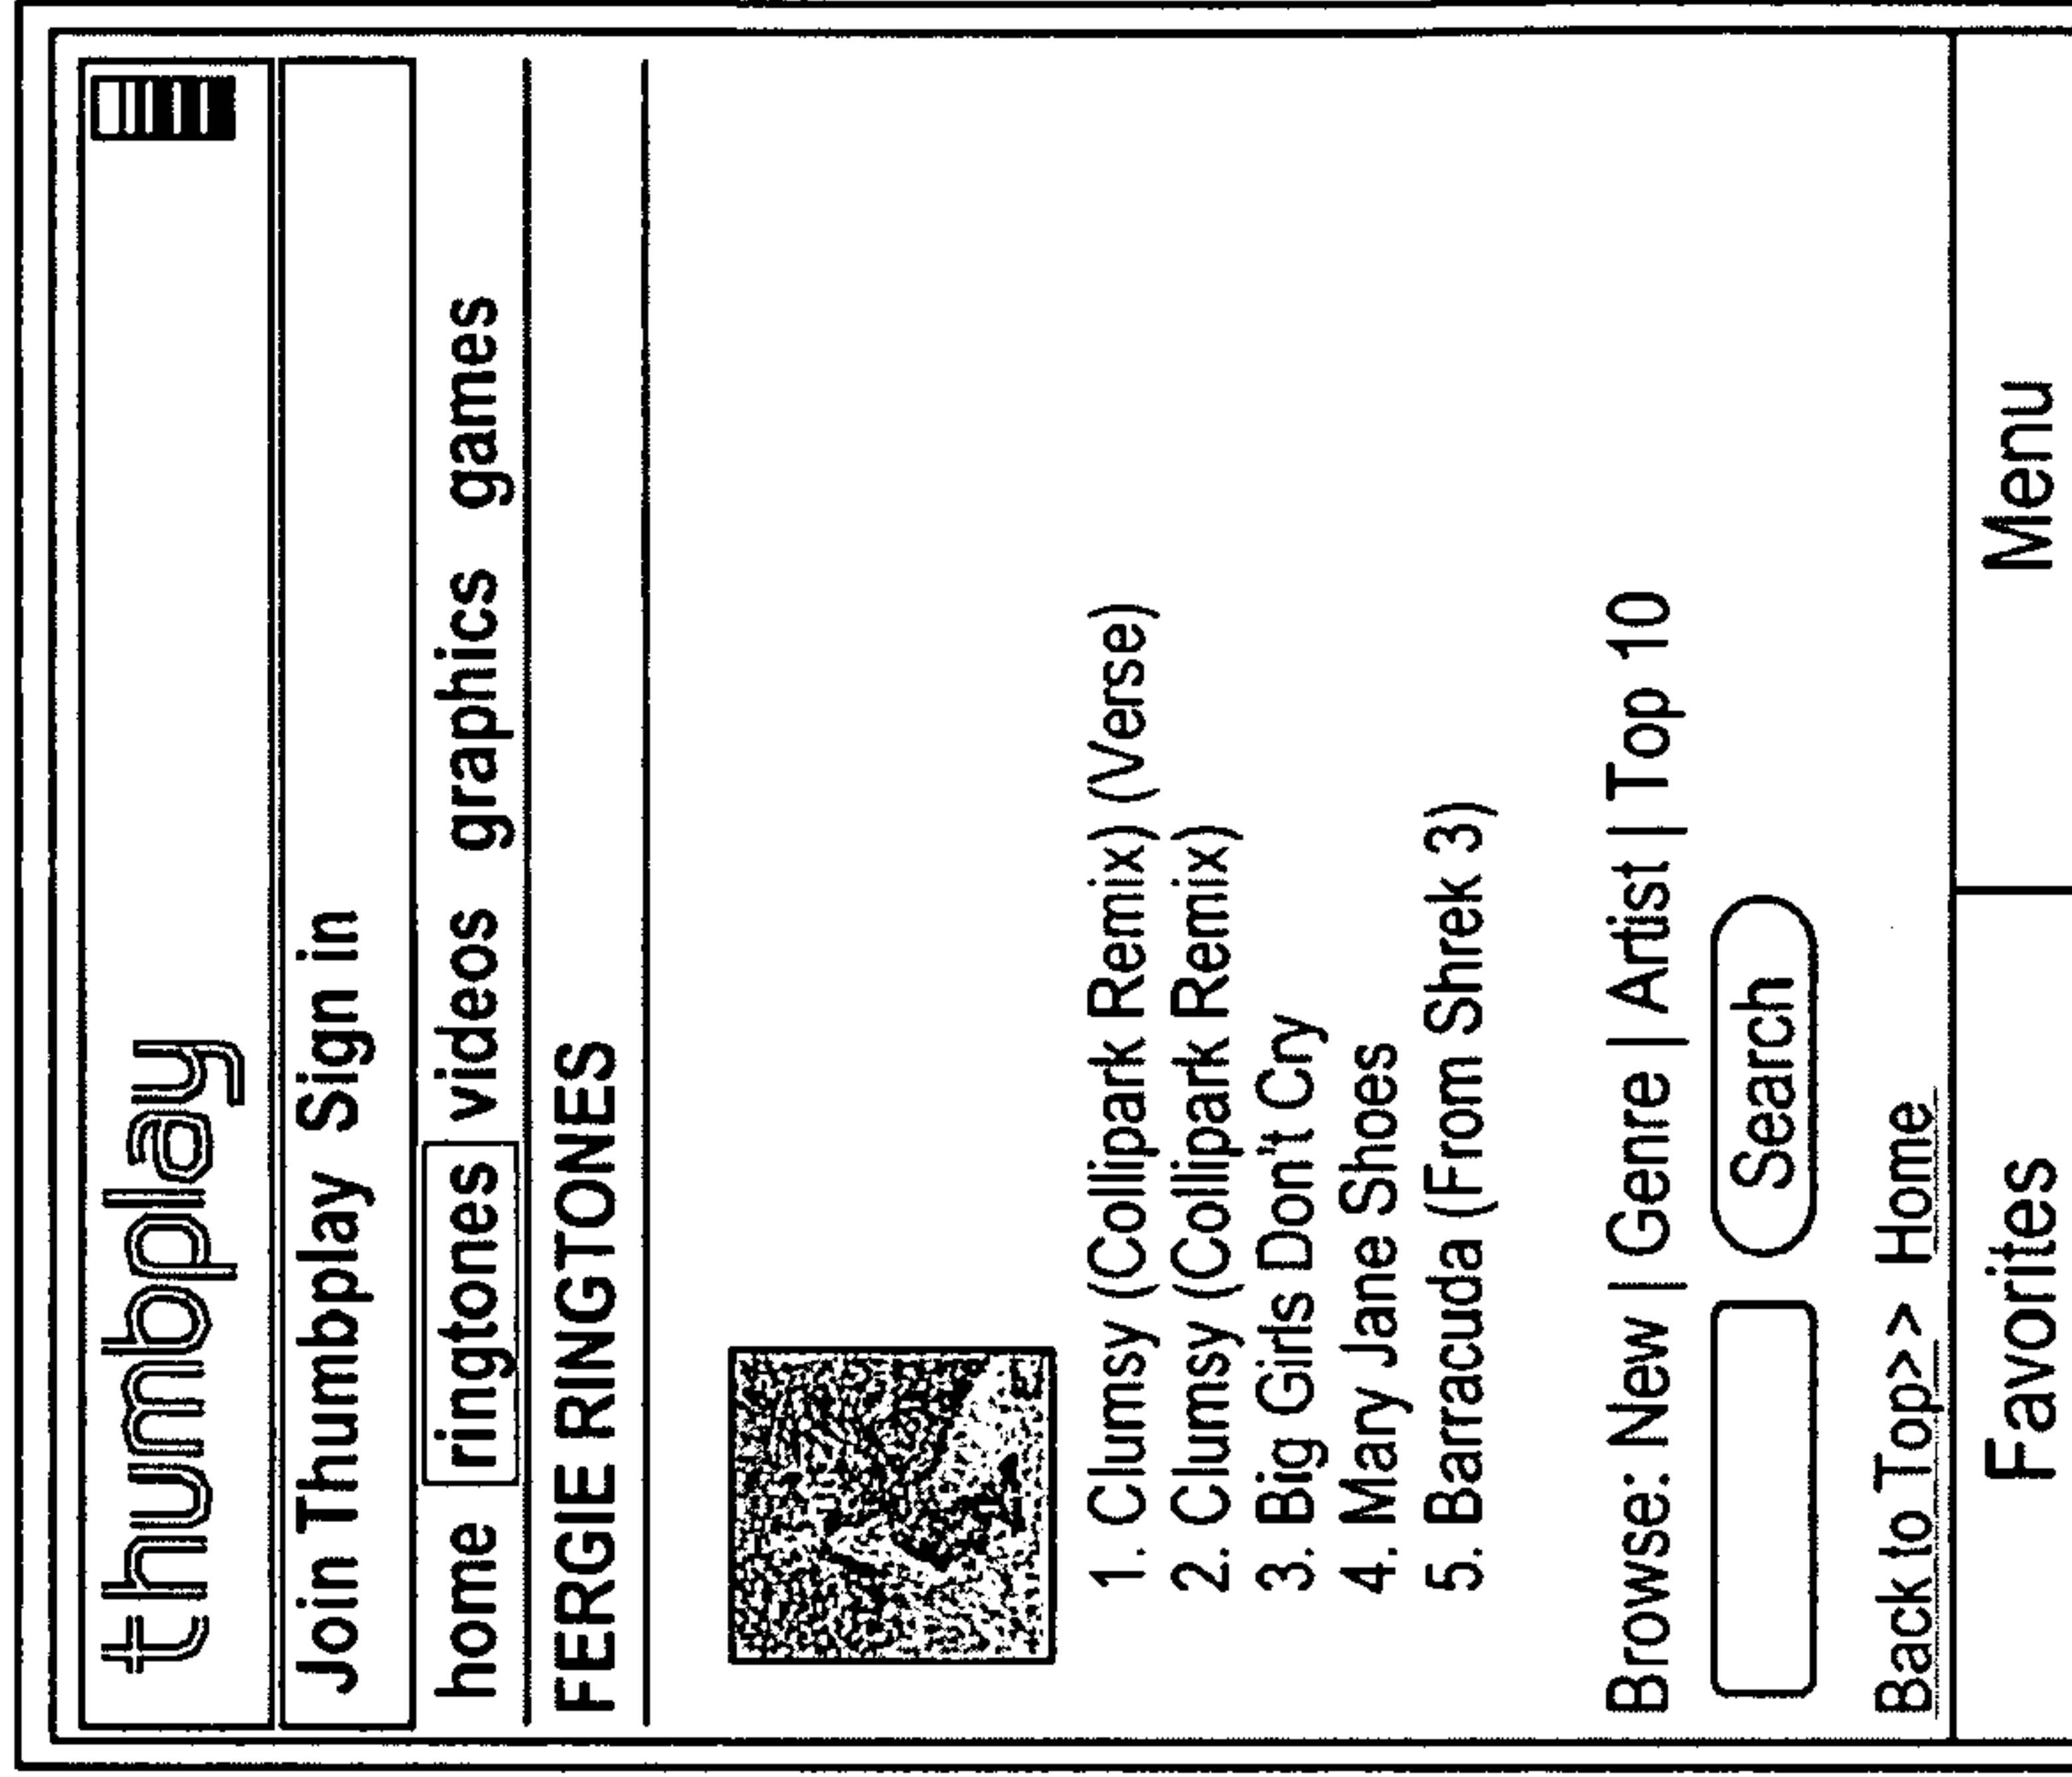 thumbplay
Join Thumbplay Sign in
home ringtones videos graphics games
FERGIE RINGTONES
1. Clumsy (Collipark Remix) (Verse)
2. Clumsy (Collipark Remix)
3. Big Girls Don't Cry
4. Mary Jane Shoes
5. Barracuda (From Shrek 3)
Browse: New | Genre | Artist | Top 10
Search
Back to Top>> Home
Favorites Menu